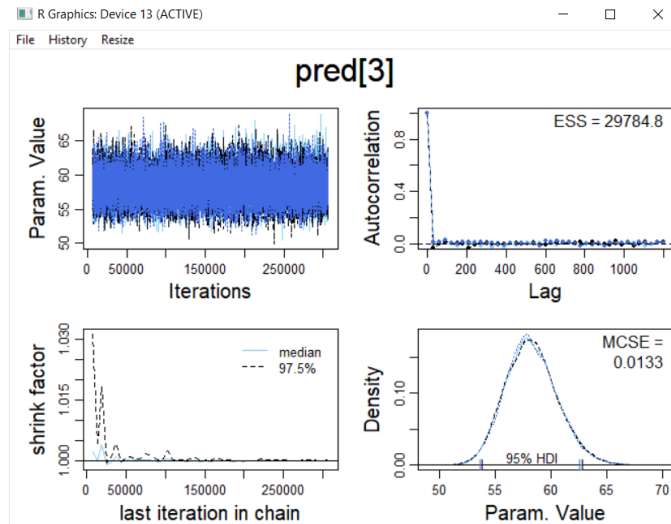 R Graphics: Device 13 (ACTIVE)
File History Resize
pred[3]
Param. Value
65
60
55
50
0 50000 150000 250000
Iterations
Autocorrelation
ESS = 29784.8
0.8
0.4
0.0
0 200 400 600 800 1000
Lag
shrink factor
1.030
1.015
1.000
median
97.5%
0 50000 150000 250000
last iteration in chain
Density
MCSE =
0.0133
0.10
0.00
95% HDI
50 55 60 65 70
Param. Value